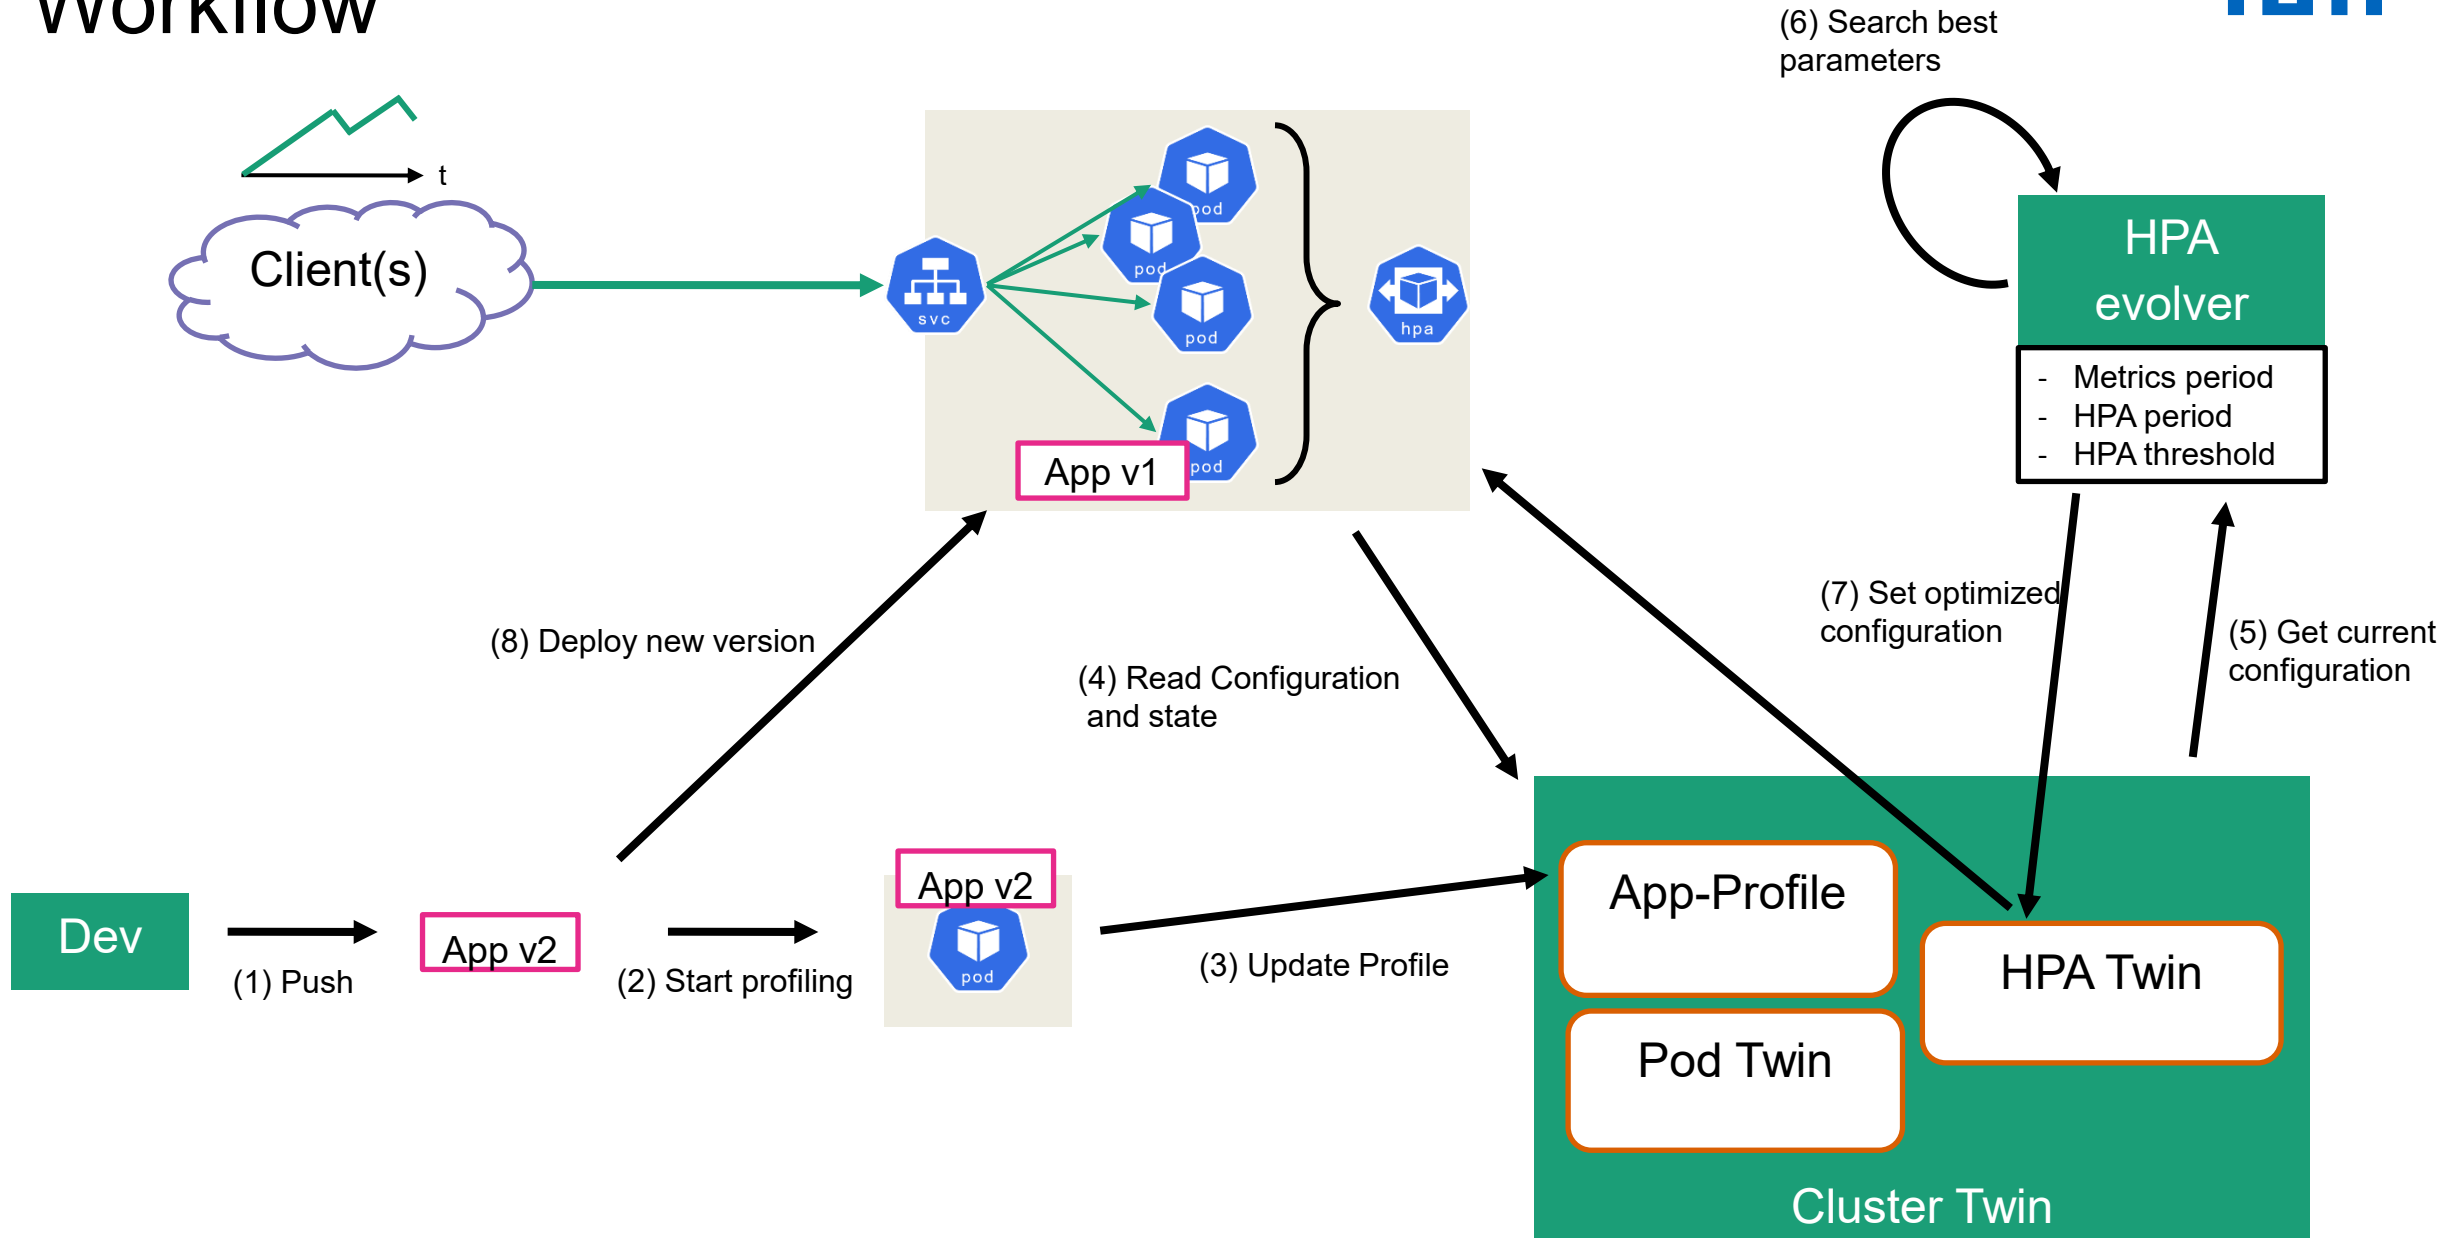 Workflow
(6) Search best
parameters
t
Client(s)
svc
pod
pod
pod
pod
hpa
App v1
HPA
evolver
- Metrics period
- HPA period
- HPA threshold
(7) Set optimized
configuration
(5) Get current
configuration
(8) Deploy new version
(4) Read Configuration
and state
Dev
(1) Push
App v2
(2) Start profiling
App v2
pod
(3) Update Profile
App-Profile
HPA Twin
Pod Twin
Cluster Twin